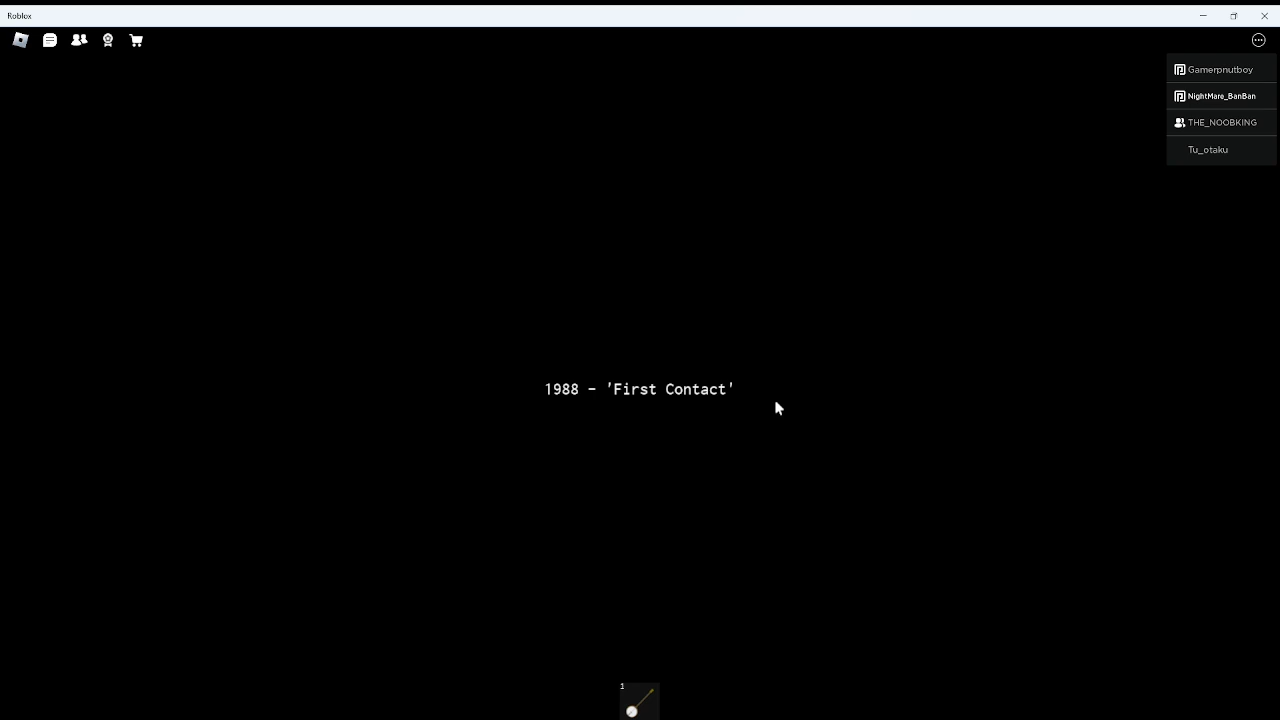 Roblox
Gamerpnutboy
NightMare_BanBan
THE_NOOBKING
Tu_otaku
1988 - 'First Contact'
1